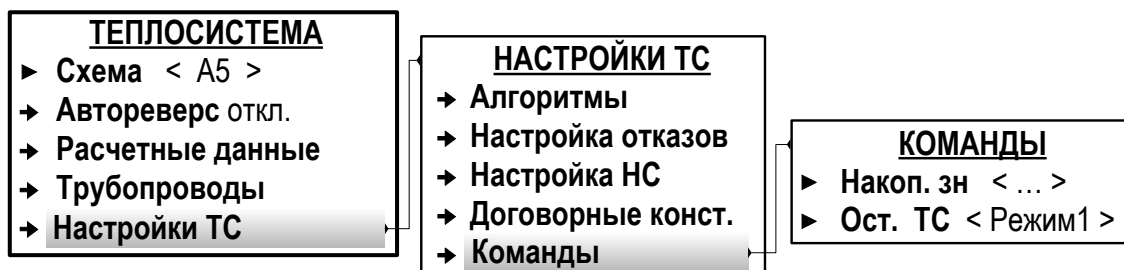 ТЕПЛОСИСТЕМА
► Схема < А5 >
➔ Автореверс откл.
➔ Расчетные данные
➔ Трубопроводы
➔ Настройки ТС
НАСТРОЙКИ ТС
➔ Алгоритмы
➔ Настройка отказов
➔ Настройка НС
➔ Договорные конст.
➔ Команды
КОМАНДЫ
► Накоп. зн < ... >
► Ост. ТС < Режим1 >